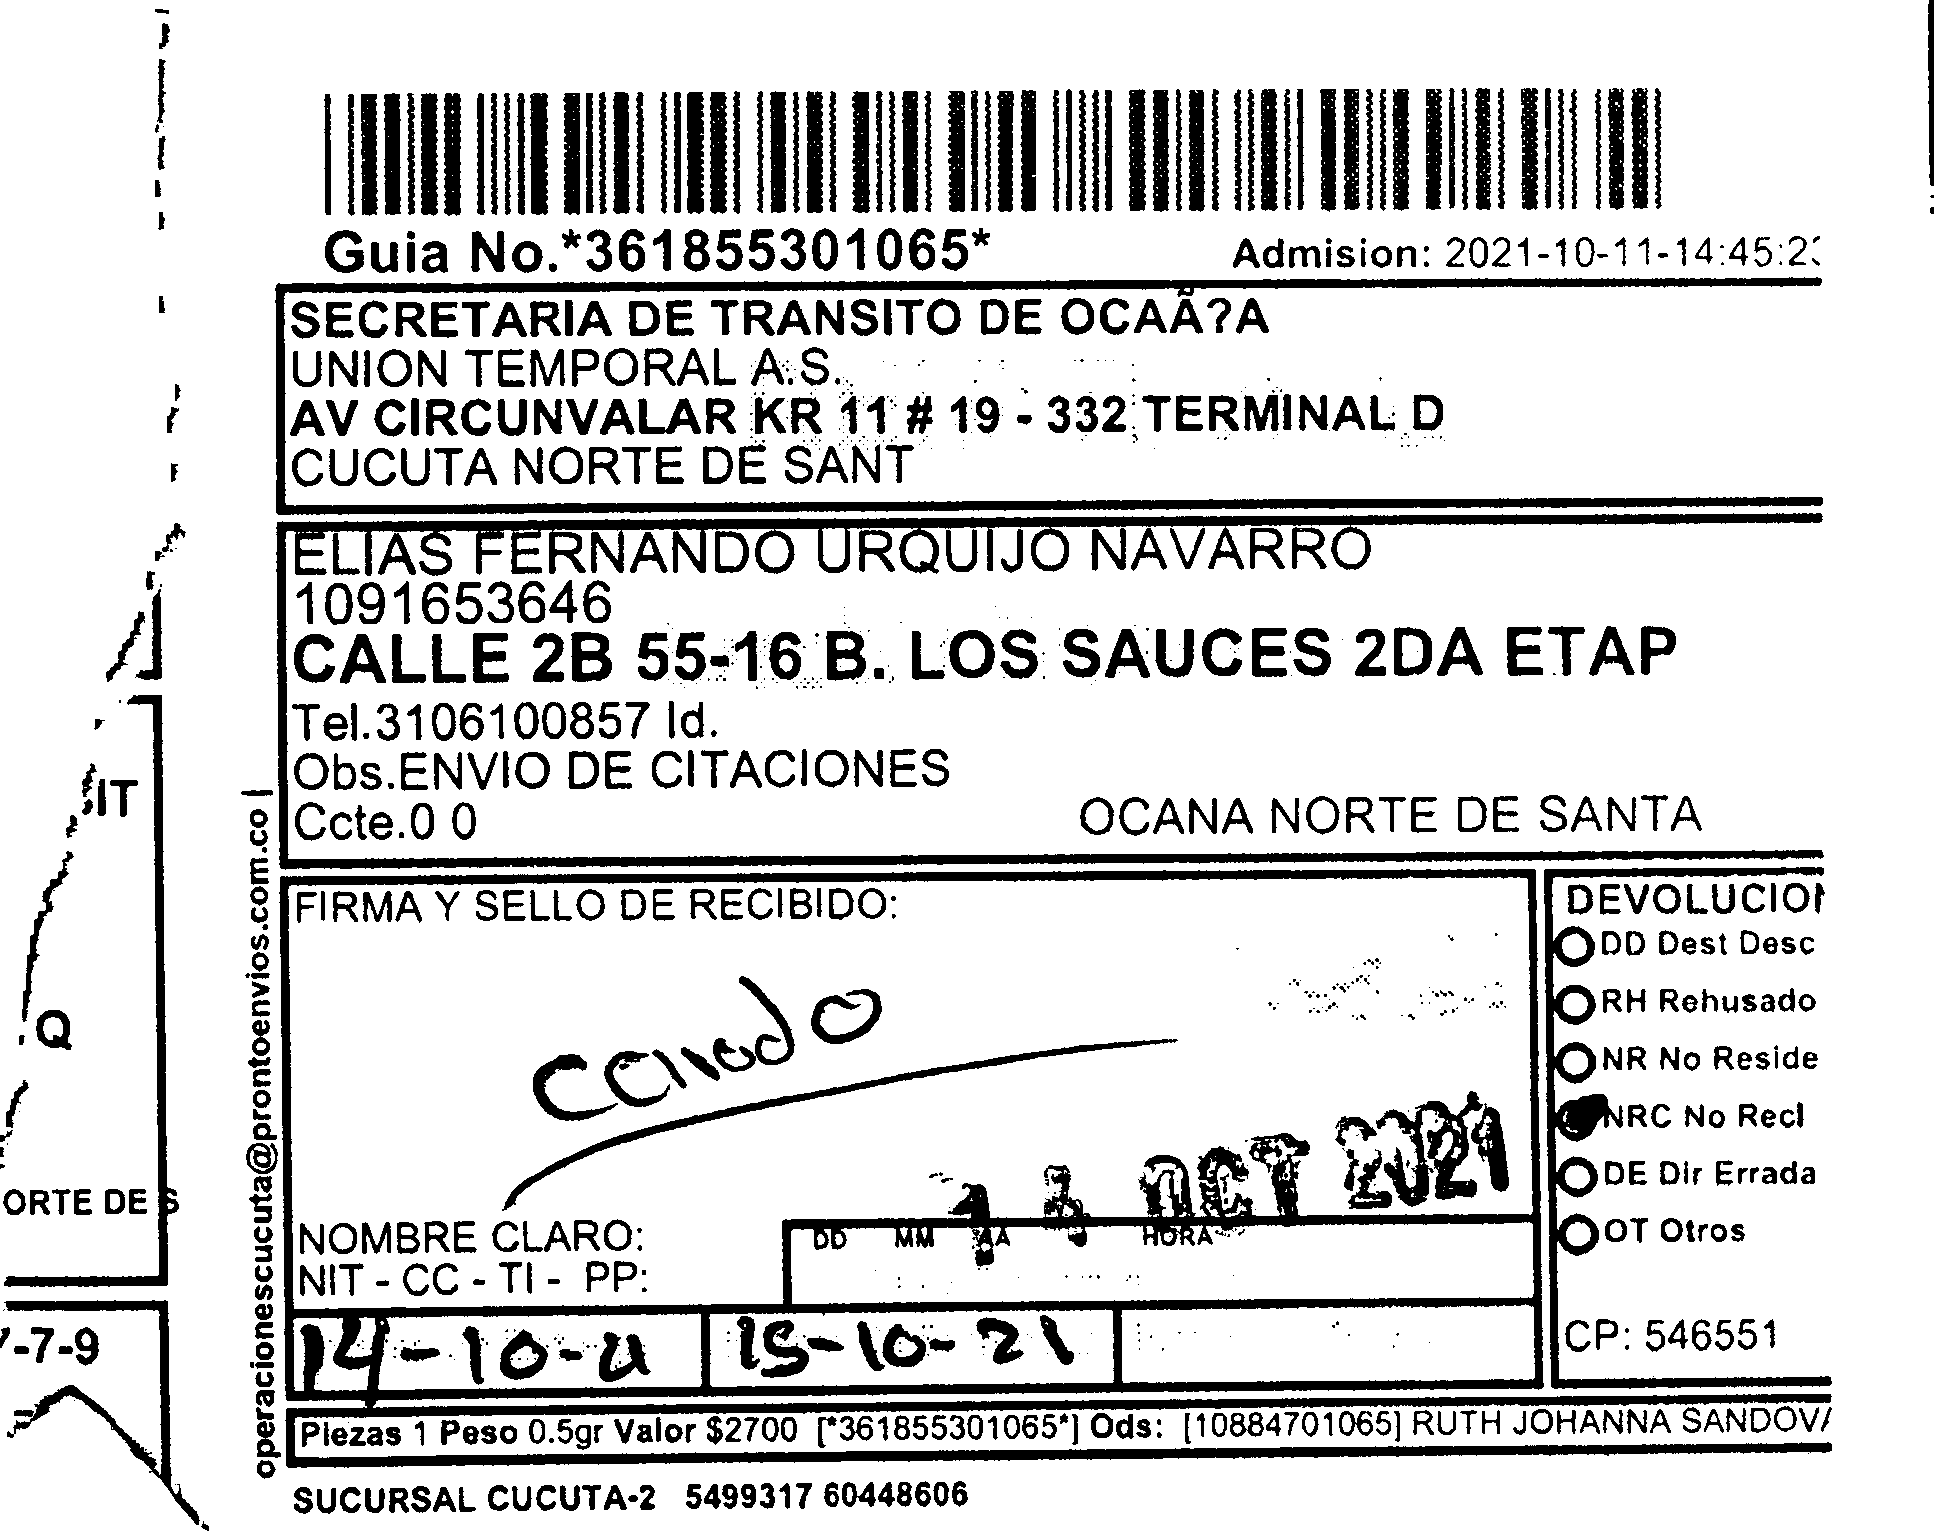 Guia No.*361855301065*
Admision: 2021-10-11-14:45:2
SECRETARIA DE TRANSITO DE OCAÃ?A
UNION TEMPORAL A.S.
AV CIRCUNVALAR KR 11 # 19 - 332 TERMINAL D
CUCUTA NORTE DE SANT
ELIAS FERNANDO URQUIJO NAVARRO
1091653646
CALLE 2B 55-16 B. LOS SAUCES 2DA ETAP
Tel.3106100857 Id.
Obs.ENVIO DE CITACIONES
Ccte.0 0
OCANA NORTE DE SANTA
FIRMA Y SELLO DE RECIBIDO:
OCT 2021
NOMBRE CLARO:
DD MM AA HORA
NIT - CC - TI - PP:
14-10-21
15-10-21
DEVOLUCION
DD Dest Desc
RH Rehusado
NR No Reside
NRC No Recl
DE Dir Errada
OT Otros
CP: 546551
Piezas 1 Peso 0.5gr Valor $2700 [*361855301065*] Ods: [10884701065] RUTH JOHANNA SANDOVA
SUCURSAL CUCUTA-2 5499317 60448606
operacionescucuta@prontoenvios.com.co |
IT
Q
ORTE DE S
-7-9